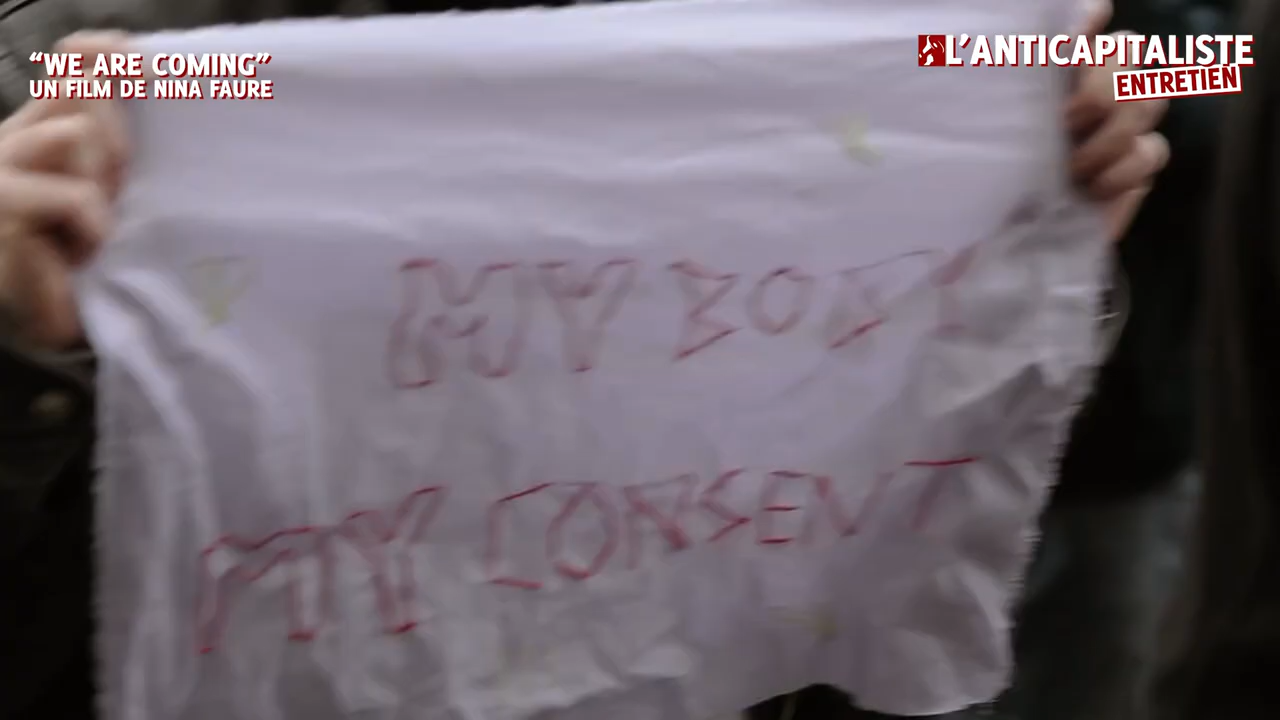 “WE ARE COMING”
UN FILM DE NINA FAURE
L’ANTICAPITALISTE
ENTRETIEN
MY BODY
MY CONSENT